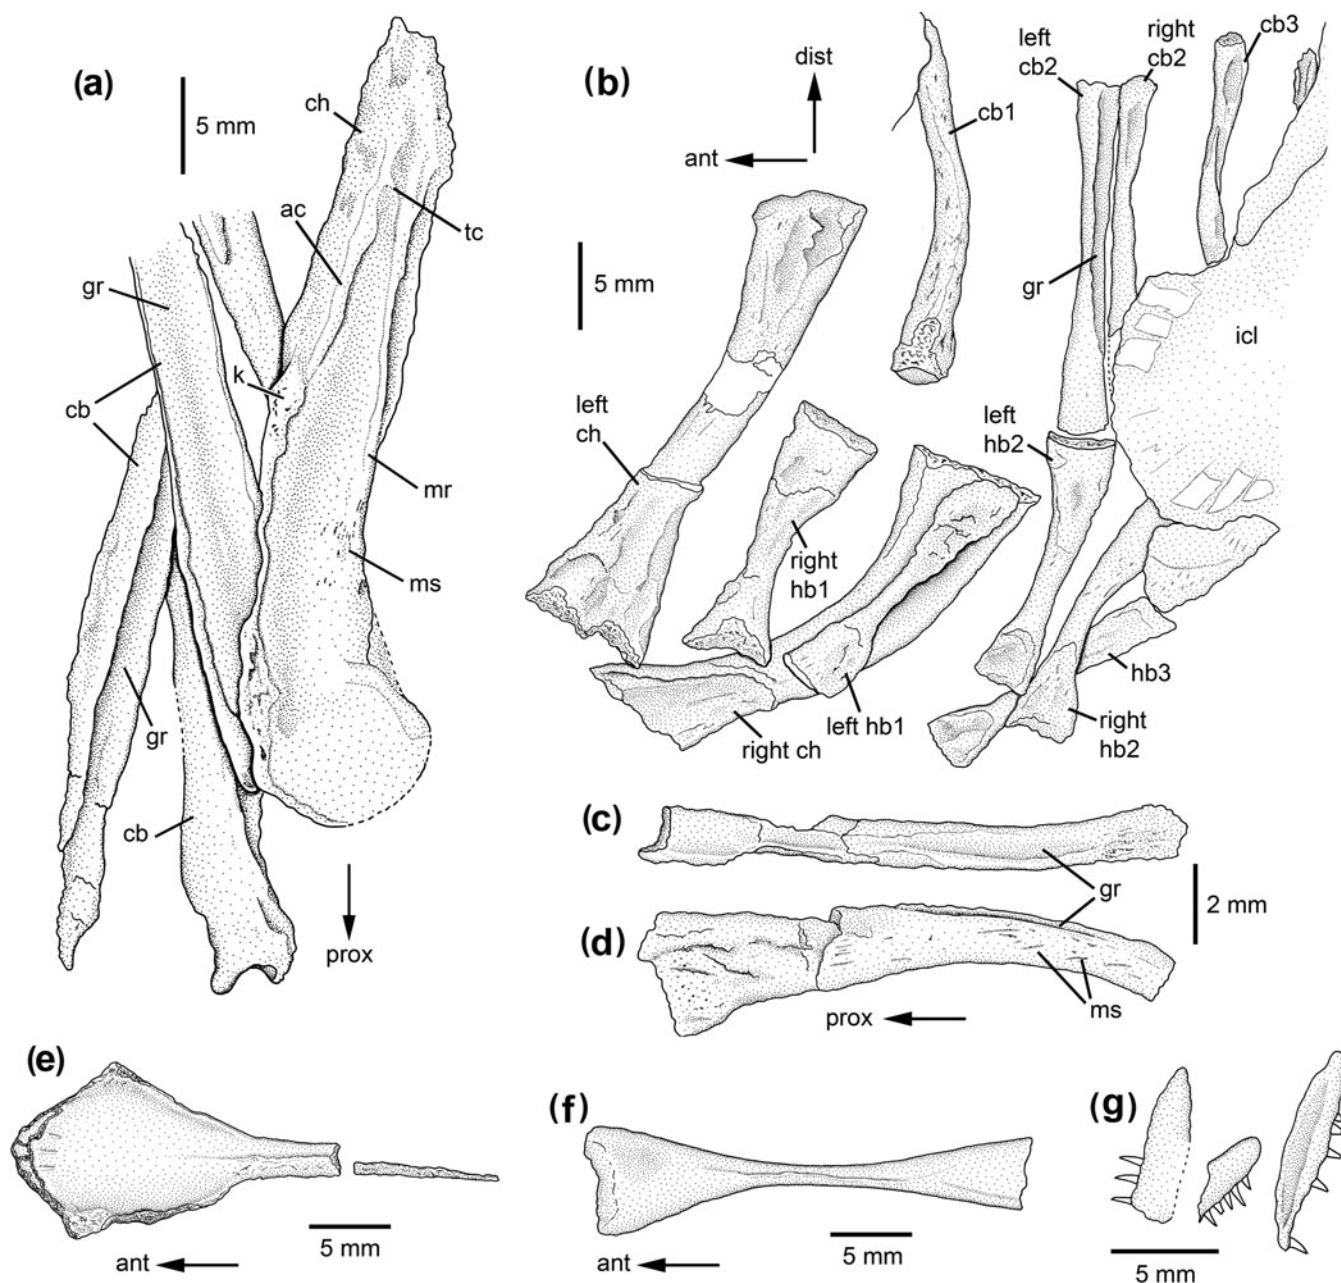 (a)
5 mm
ch
ac
tc
gr
k
cb
mr
ms
gr
cb
prox
(b)
dist
ant
5 mm
cb1
left
cb2
right
cb2
cb3
gr
icl
left
ch
left
hb2
right
hb1
hb3
left hb1
right ch
right
hb2
(c)
gr
2 mm
(d)
ms
prox
(e)
5 mm
ant
(f)
5 mm
ant
(g)
5 mm